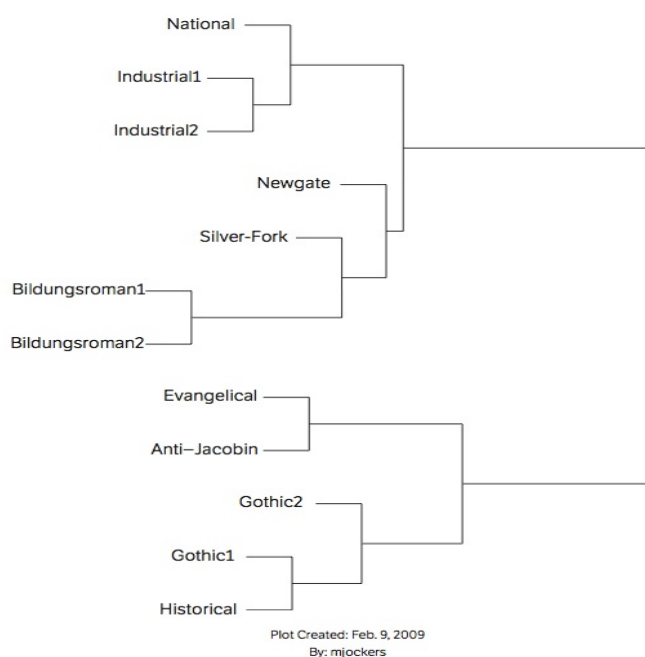 National
Industrial1
Industrial2
Newgate
Silver-Fork
Bildungsroman1
Bildungsroman2
Evangelical
Anti–Jacobin
Gothic2
Gothic1
Historical
Plot Created: Feb. 9, 2009
By: mjockers